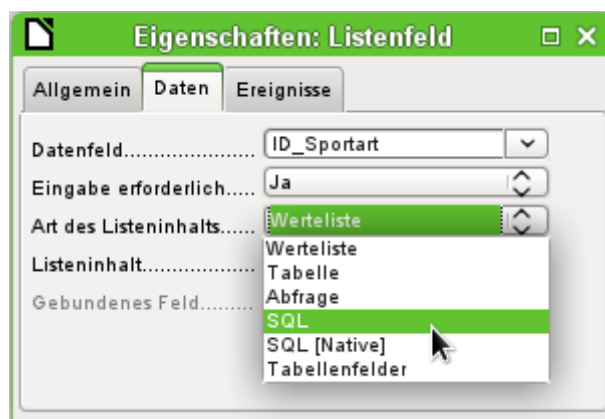 Eigenschaften: Listenfeld
Allgemein Daten Ereignisse
Datenfeld...................... ID_Sportart
Eingabe erforderlich..... Ja
Art des Listeninhalts...... Werteliste
Werteliste
Listeninhalt.................. Tabelle
Abfrage
Gebundenes Feld.........
SQL
SQL [Native]
Tabellenfelder